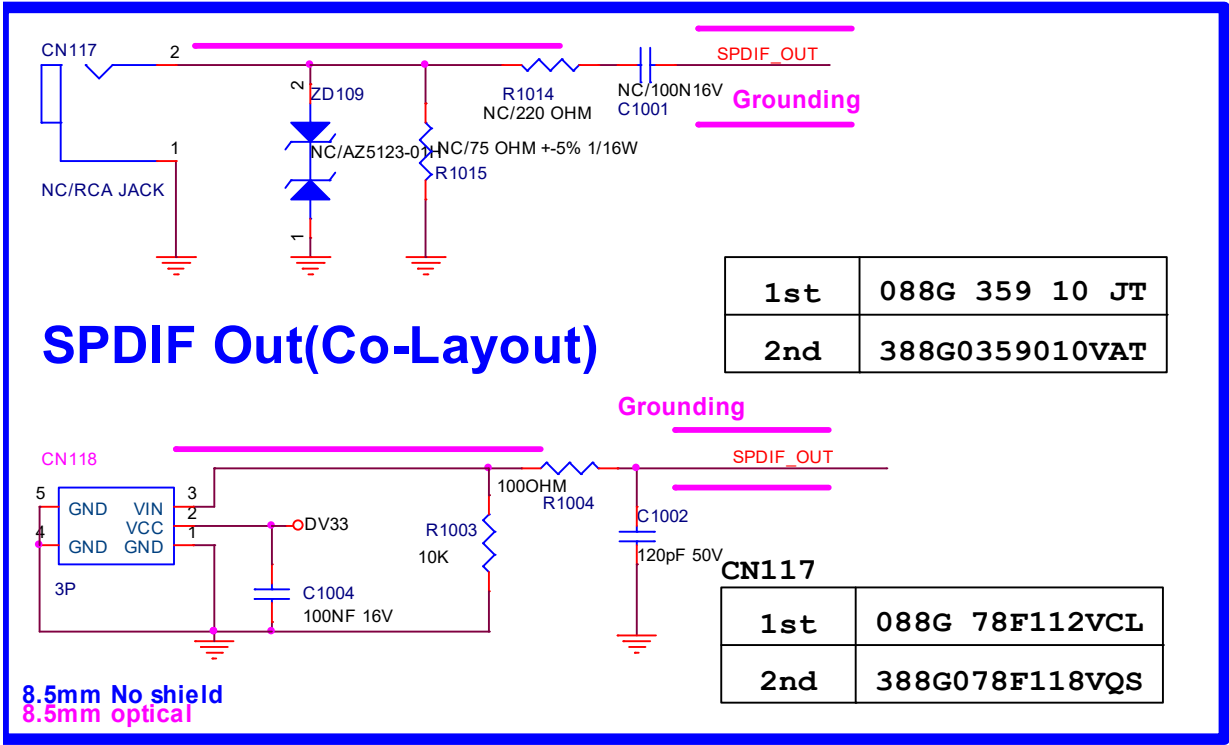 CN117
2
SPDIF_OUT
2
ZD109
R1014
NC/220 OHM
NC/100N16V
C1001
Grounding
NC/AZ5123-01H
NC/75 OHM +-5% 1/16W
R1015
1
NC/RCA JACK
1
1st 088G 359 10 JT
2nd 388G0359010VAT
SPDIF Out(Co-Layout)
Grounding
CN118
SPDIF_OUT
5 GND VIN 3
VCC 2
4 GND GND 1
3P
DV33
C1004
100NF 16V
R1003
10K
100OHM
R1004
C1002
120pF 50V
CN117
1st 088G 78F112VCL
2nd 388G078F118VQS
8.5mm No shield
8.5mm optical